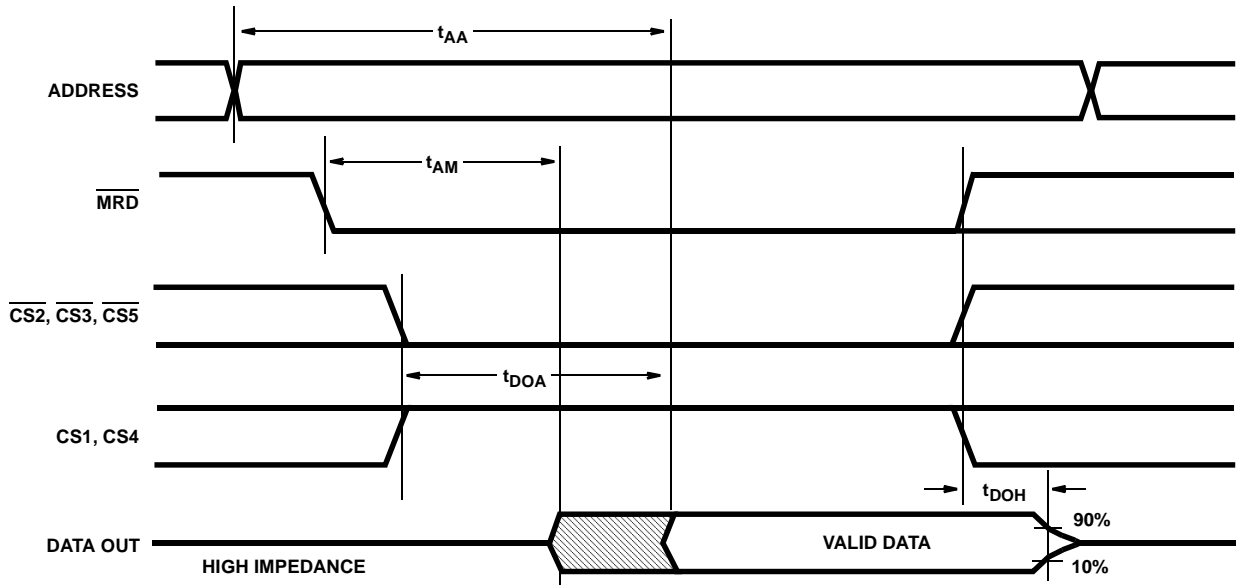 tAA
ADDRESS
tAM
MRD
CS2, CS3, CS5
tDOA
CS1, CS4
tDOH
90%
DATA OUT
VALID DATA
HIGH IMPEDANCE
10%